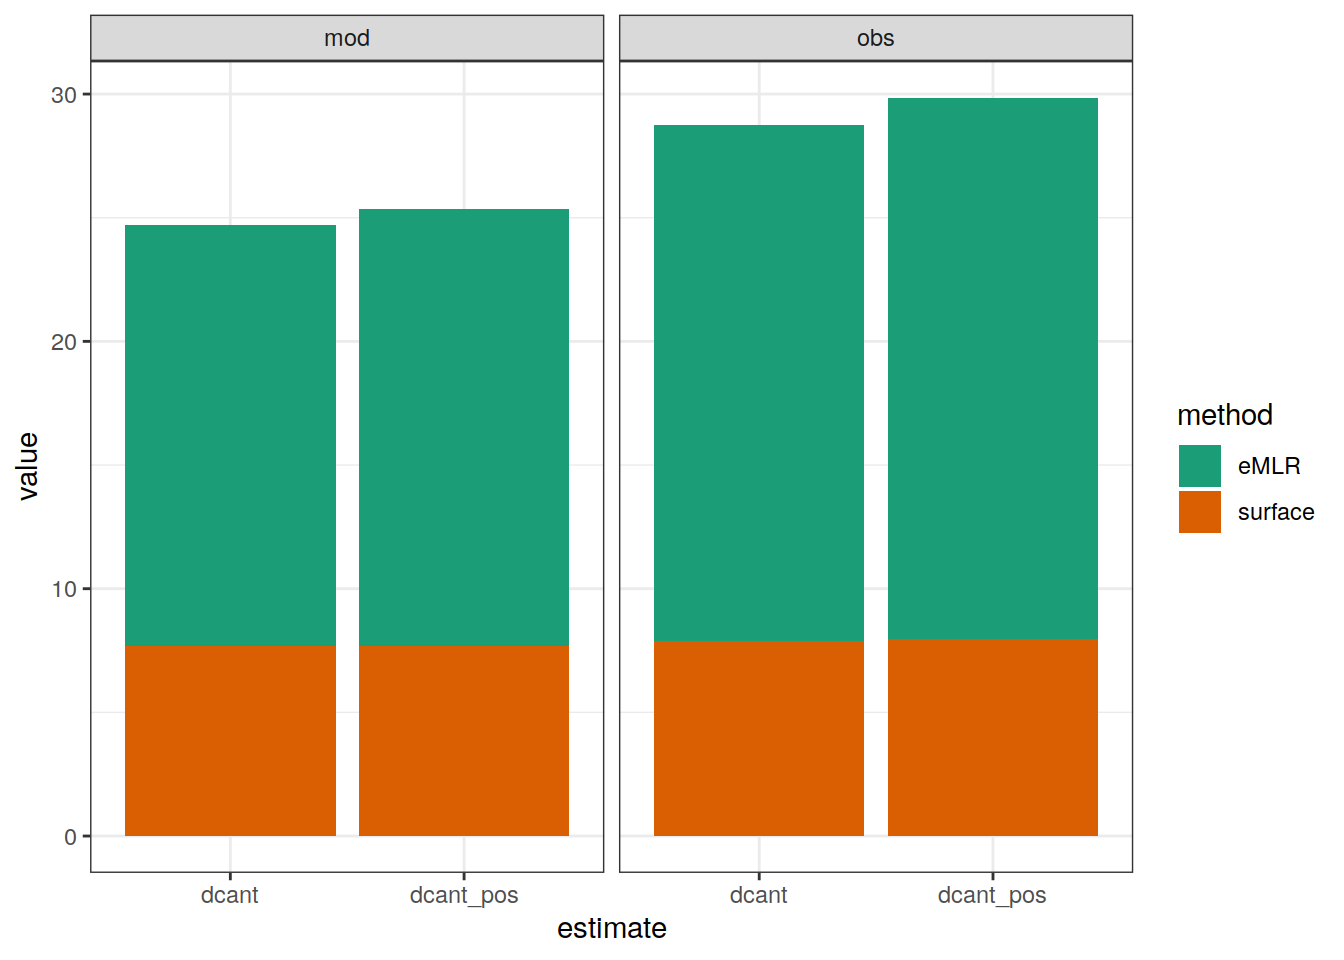 mod obs
30
20
10
0
value
dcant dcant_pos dcant dcant_pos
estimate
method
eMLR
surface